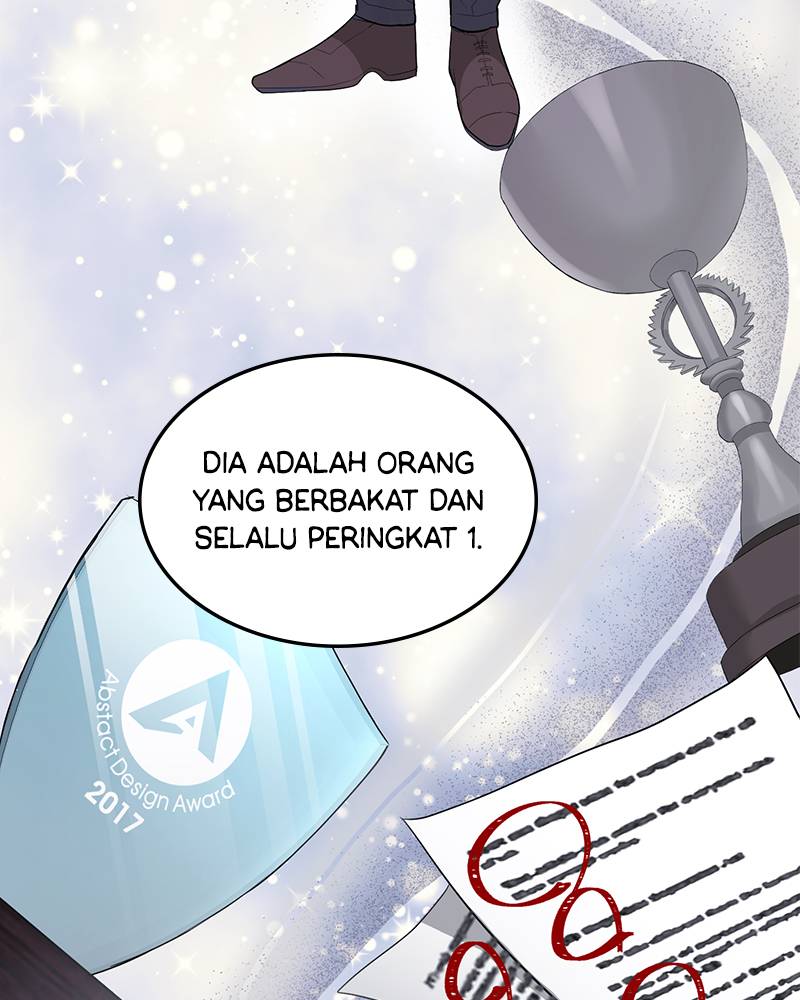 DIA ADALAH ORANG
YANG BERBAKAT DAN
SELALU PERINGKAT 1.
Abstact Design Award
2017